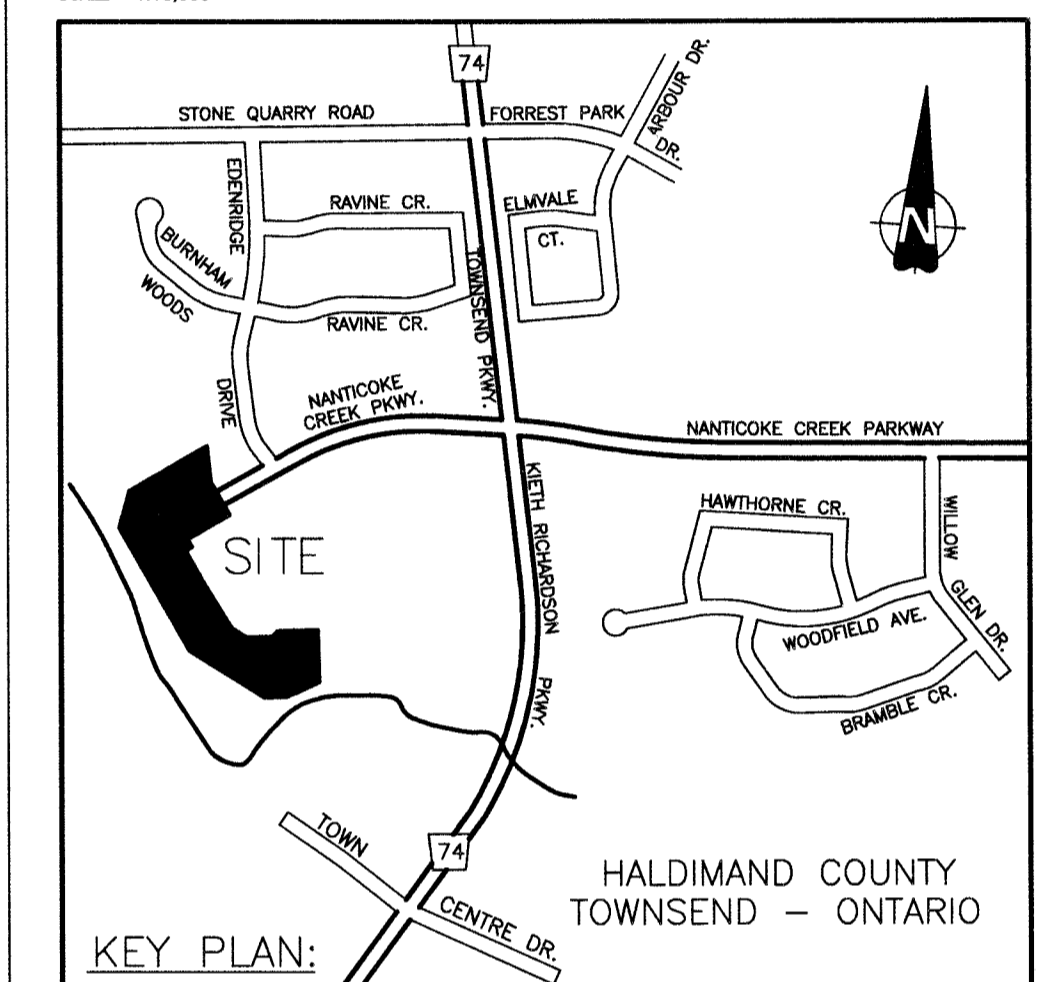 74
STONE QUARRY ROAD
FORREST PARK
DR.
ARBOUR DR.
EDENRIDGE
DRIVE
RAVINE CR.
ELMVALE
CT.
BURNHAM
WOODS
RAVINE CR.
TOWNSEND PKWY.
NANTICOKE
CREEK PKWY.
NANTICOKE CREEK PARKWAY
KIETH RICHARDSON PKWY.
HAWTHORNE CR.
WILLOW
GLEN DR.
SITE
WOODFIELD AVE.
BRAMBLE CR.
TOWN
CENTRE DR.
74
HALDIMAND COUNTY
TOWNSEND – ONTARIO
KEY PLAN:
N